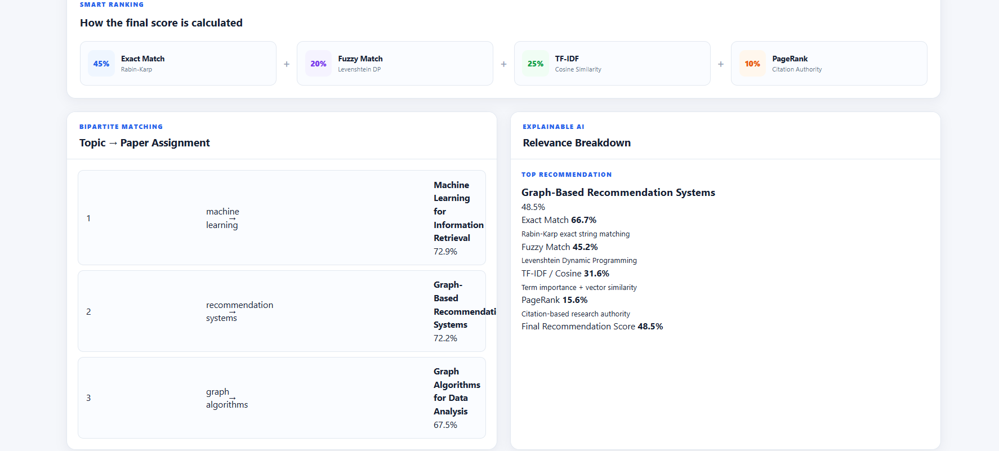 SMART RANKING
How the final score is calculated
45%
Exact Match
Rabin-Karp
+
20%
Fuzzy Match
Levenshtein DP
+
25%
TF-IDF
Cosine Similarity
+
10%
PageRank
Citation Authority
BIPARTITE MATCHING
Topic → Paper Assignment
1
machine
→
learning
Machine
Learning
for
Information
Retrieval
72.9%
2
recommendation
→
systems
Graph-
Based
Recommendati
Systems
72.2%
3
graph
→
algorithms
Graph
Algorithms
for Data
Analysis
67.5%
EXPLAINABLE AI
Relevance Breakdown
TOP RECOMMENDATION
Graph-Based Recommendation Systems
48.5%
Exact Match 66.7%
Rabin-Karp exact string matching
Fuzzy Match 45.2%
Levenshtein Dynamic Programming
TF-IDF / Cosine 31.6%
Term importance + vector similarity
PageRank 15.6%
Citation-based research authority
Final Recommendation Score 48.5%